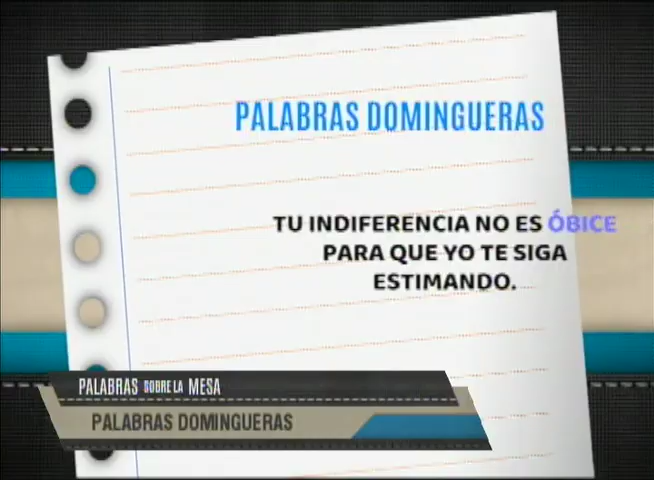 PALABRAS DOMINGUERAS
TU INDIFERENCIA NO ES ÓBICE
PARA QUE YO TE SIGA
ESTIMANDO.
PALABRAS SOBRE LA MESA
PALABRAS DOMINGUERAS